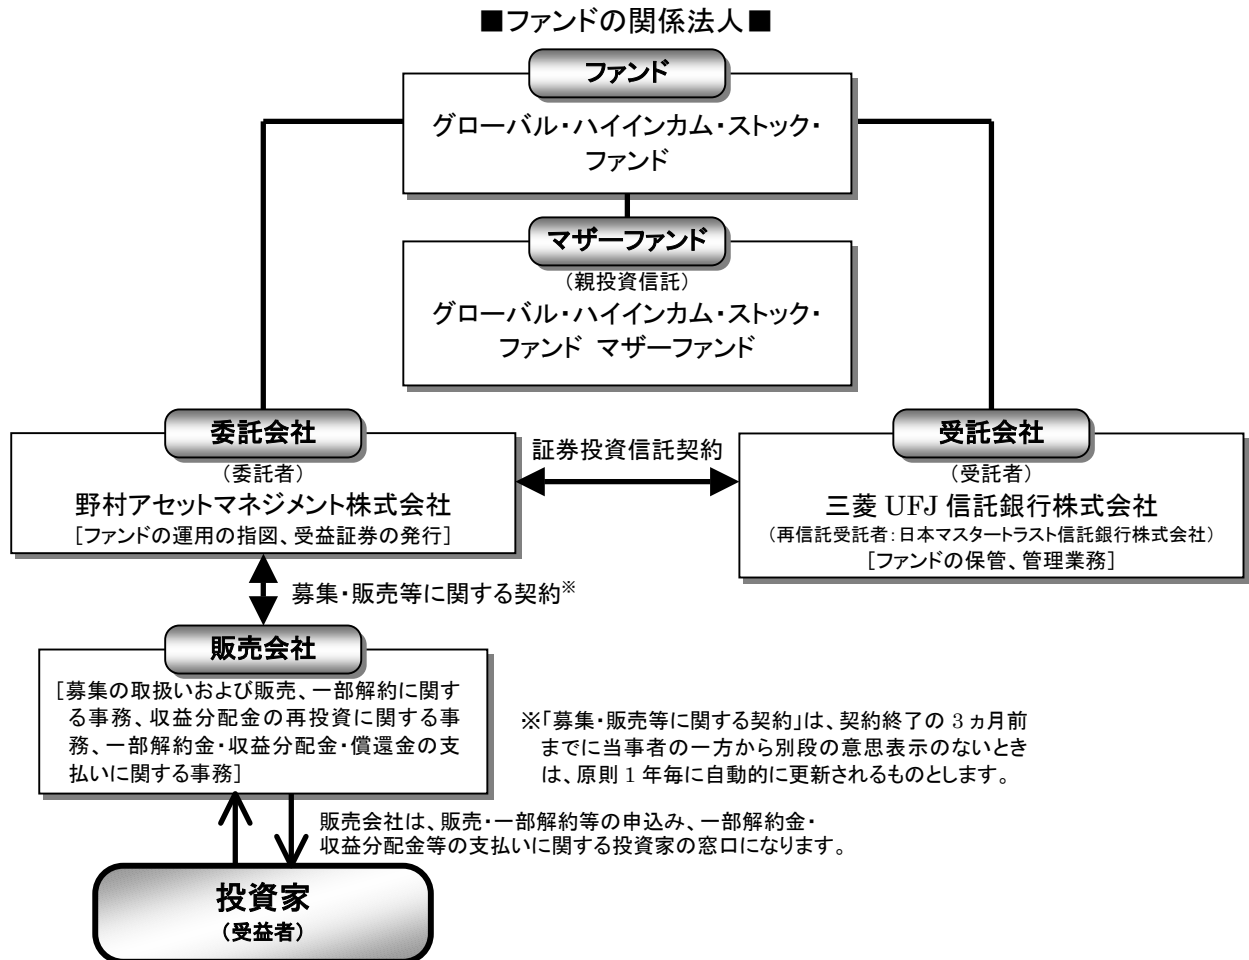 ■ファンドの関係法人■
ファンド
グローバル・ハイインカム・ストック・
ファンド
マザーファンド
（親投資信託）
グローバル・ハイインカム・ストック・
ファンド マザーファンド
委託会社
（委託者）
野村アセットマネジメント株式会社
［ファンドの運用の指図、受益証券の発行］
証券投資信託契約
受託会社
（受託者）
三菱 UFJ 信託銀行株式会社
（再信託受託者：日本マスタートラスト信託銀行株式会社）
［ファンドの保管、管理業務］
募集・販売等に関する契約※
販売会社
［募集の取扱いおよび販売、一部解約に関す
る事務、収益分配金の再投資に関する事
務、一部解約金・収益分配金・償還金の支
払いに関する事務］
※「募集・販売等に関する契約」は、契約終了の 3 ヵ月前
までに当事者の一方から別段の意思表示のないとき
は、原則 1 年毎に自動的に更新されるものとします。
販売会社は、販売・一部解約等の申込み、一部解約金・
収益分配金等の支払いに関する投資家の窓口になります。
投資家
（受益者）